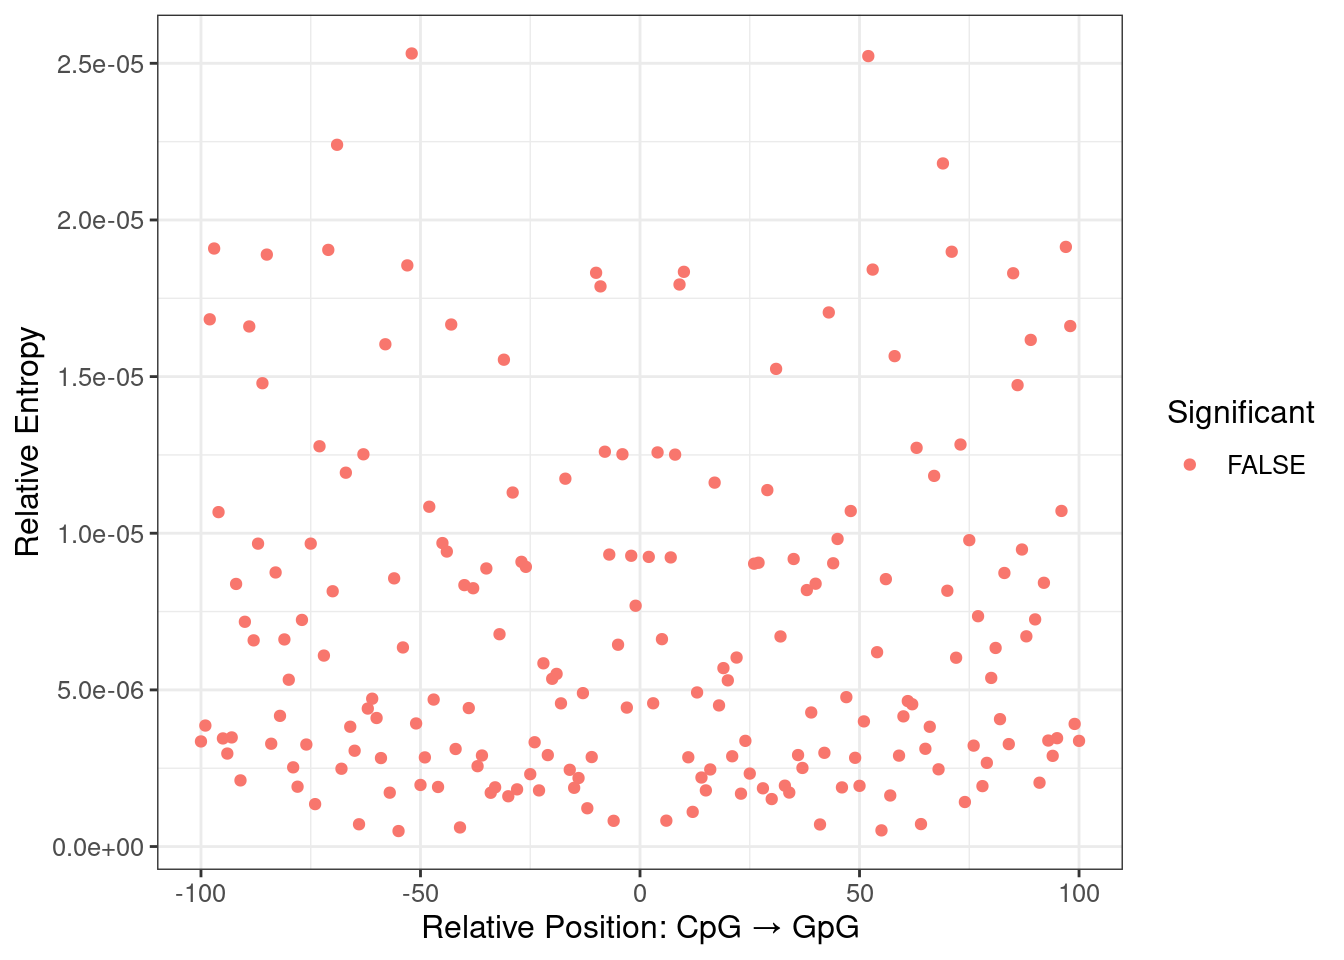 2.5e-05
2.0e-05
1.5e-05
1.0e-05
5.0e-06
0.0e+00
-100 -50 0 50 100
Relative Position: CpG → GpG
Relative Entropy
Significant
FALSE